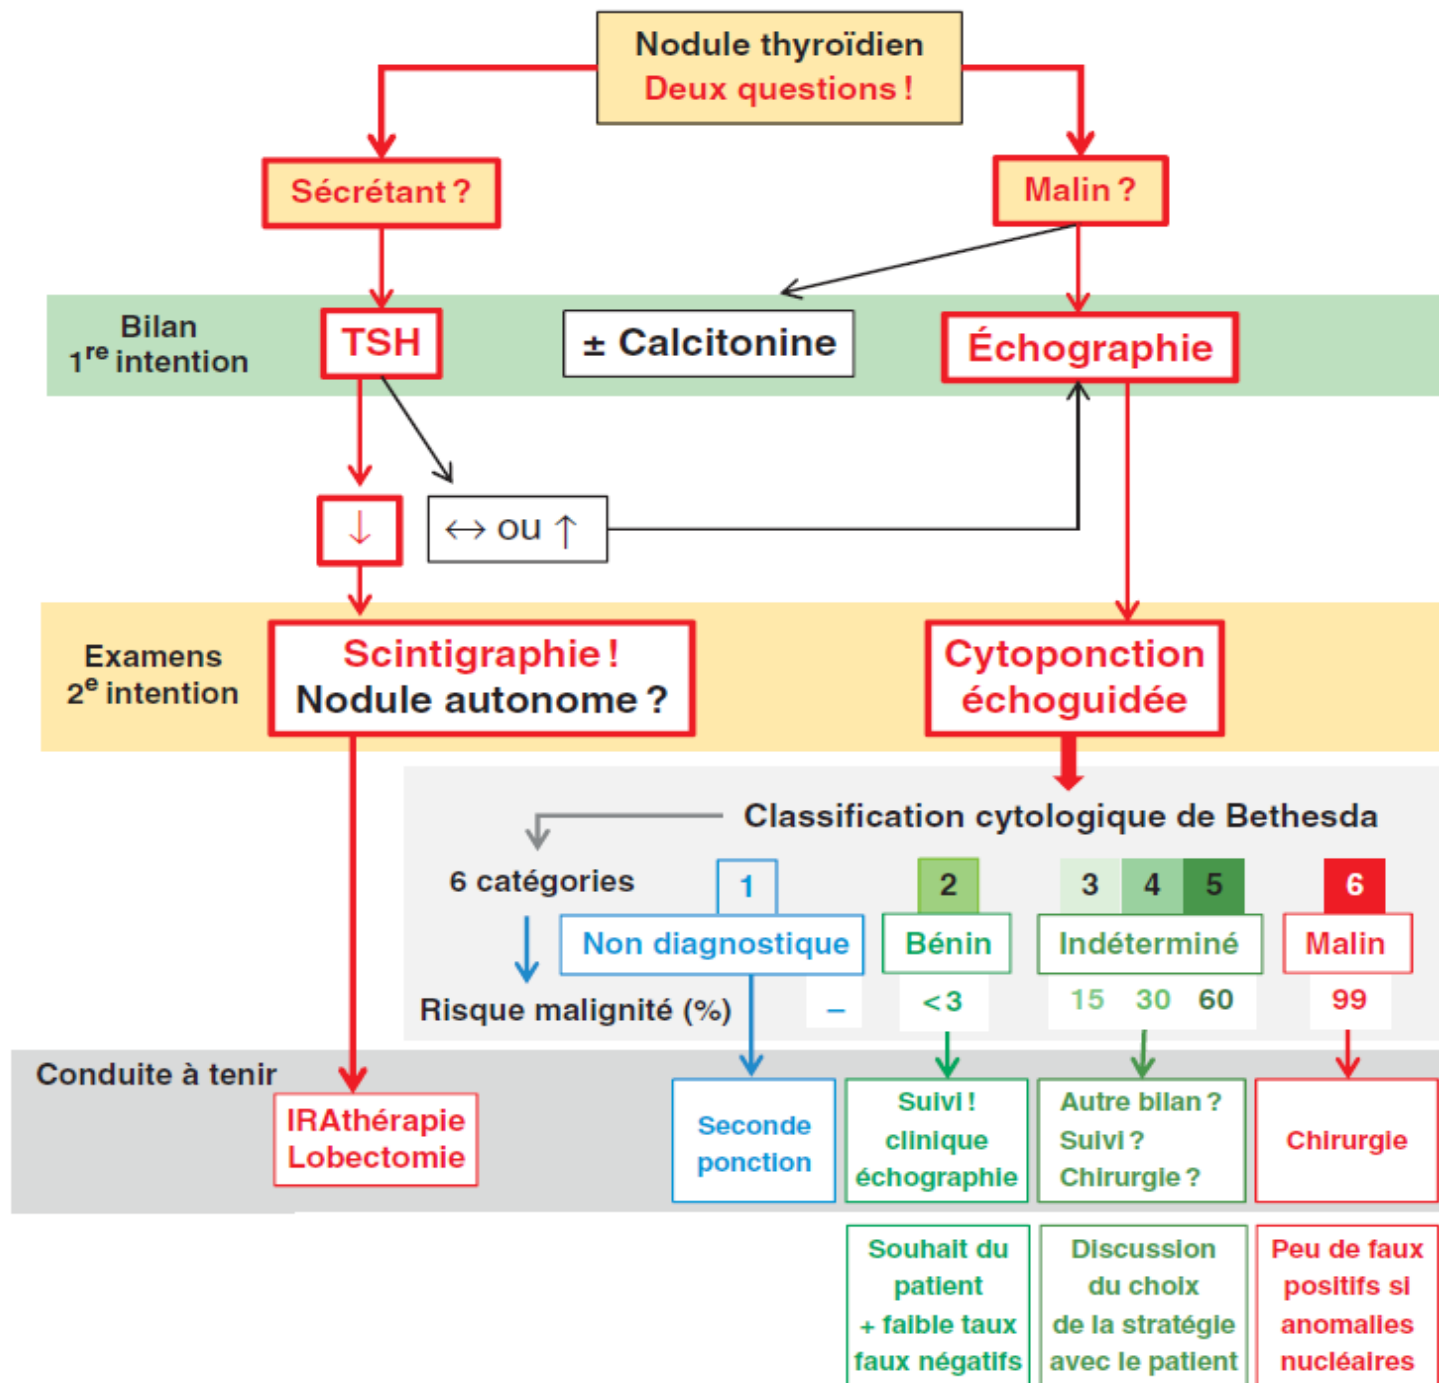 Nodule thyroïdien
Deux questions !
Sécrétant ?
Malin ?
Bilan
1re intention
TSH
± Calcitonine
Échographie
↓
↔ ou ↑
Examens
2e intention
Scintigraphie !
Nodule autonome ?
Cytoponction
échoguidée
Classification cytologique de Bethesda
6 catégories
1
2
3 4 5
6
Non diagnostique
Bénin
Indéterminé
Malin
Risque malignité (%)
–
<3
15 30 60
99
Conduite à tenir
IRAthérapie
Lobectomie
Seconde
ponction
Suivi !
clinique
échographie
Autre bilan ?
Suivi ?
Chirurgie ?
Chirurgie
Souhait du
patient
+ faible taux
faux négatifs
Discussion
du choix
de la stratégie
avec le patient
Peu de faux
positifs si
anomalies
nucléaires